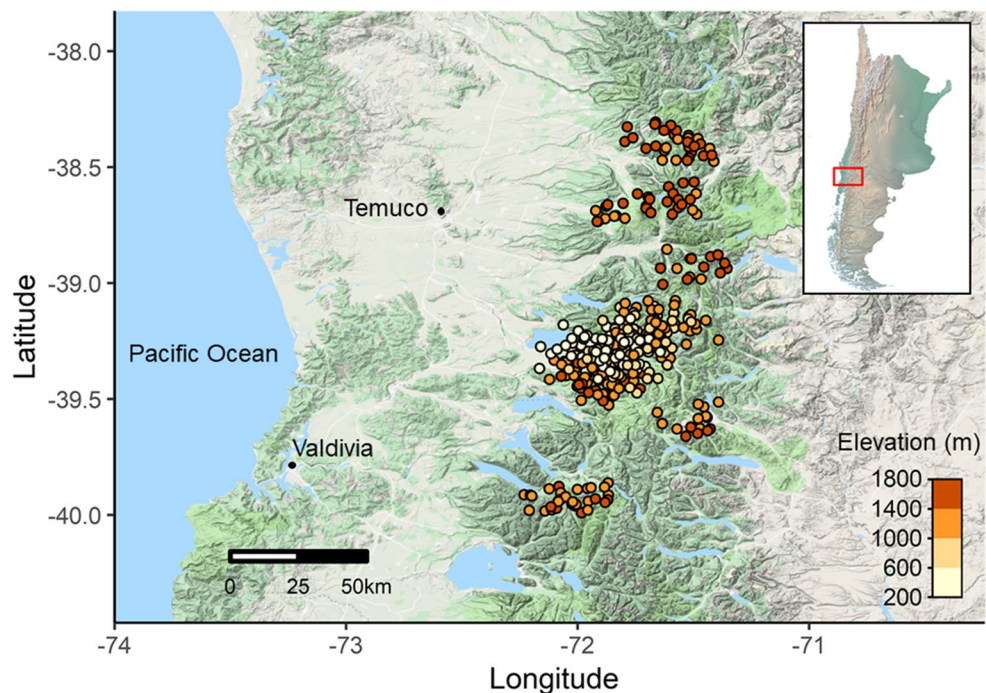 -38.0
-38.5
Temuco
-39.0
Latitude
Pacific Ocean
-39.5
Elevation (m)
Valdivia
1800
1400
-40.0
1000
600
0 25 50km
200
-74 -73 -72 -71
Longitude